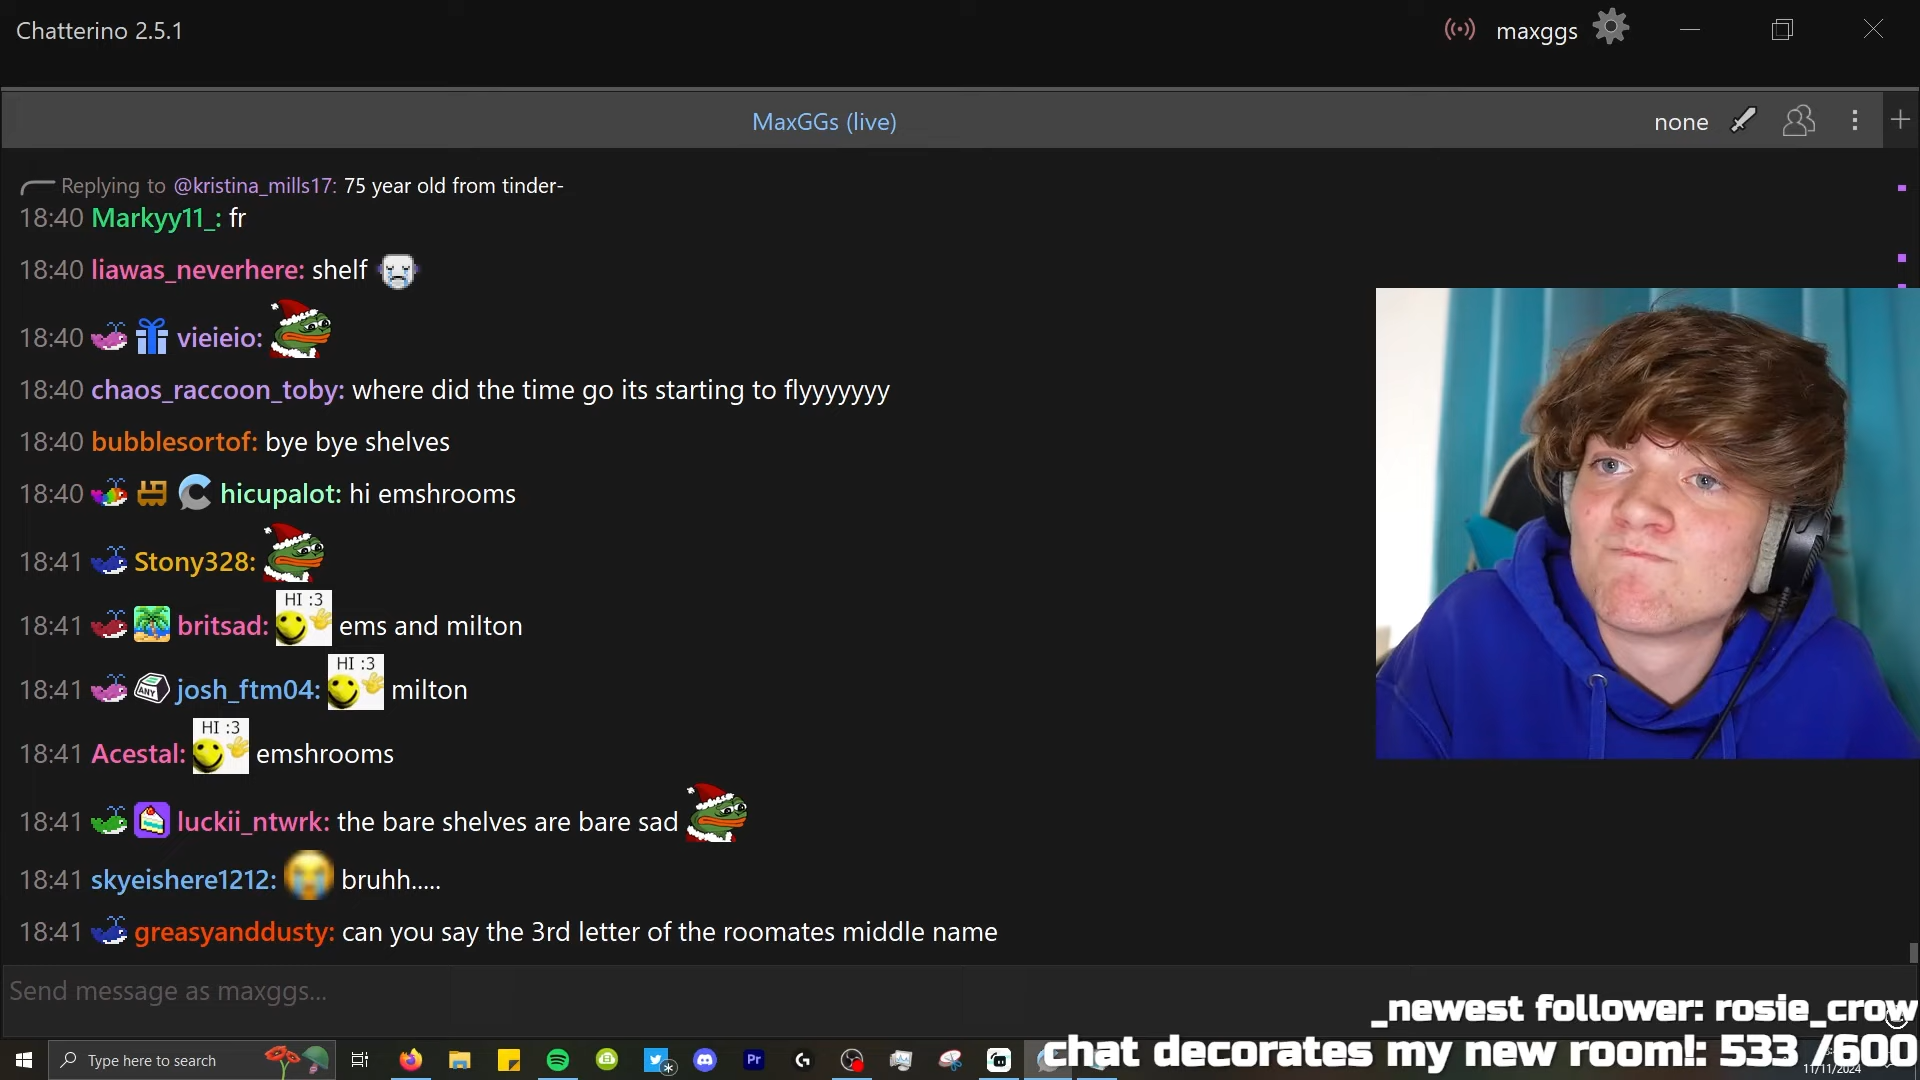 Chatterino 2.5.1
maxggs
MaxGGs (live)
none
Replying to @kristina_mills17: 75 year old from tinder-
18:40 Markyy11_: fr
18:40 liawas_neverhere: shelf
18:40 vieieio:
18:40 chaos_raccoon_toby: where did the time go its starting to flyyyyyyy
18:40 bubblesortof: bye bye shelves
18:40 hicupalot: hi emshrooms
18:41 Stony328:
18:41 britsad: HI :3 ems and milton
18:41 ANY josh_ftm04: HI :3 milton
18:41 Acestal: HI :3 emshrooms
18:41 luckii_ntwrk: the bare shelves are bare sad
18:41 skyeishere1212: bruhh.....
18:41 greasyanddusty: can you say the 3rd letter of the roomates middle name
Send message as maxggs...
_newest follower: rosie_crow
chat decorates my new room!: 533 /600
Type here to search
Pr
11/11/2024